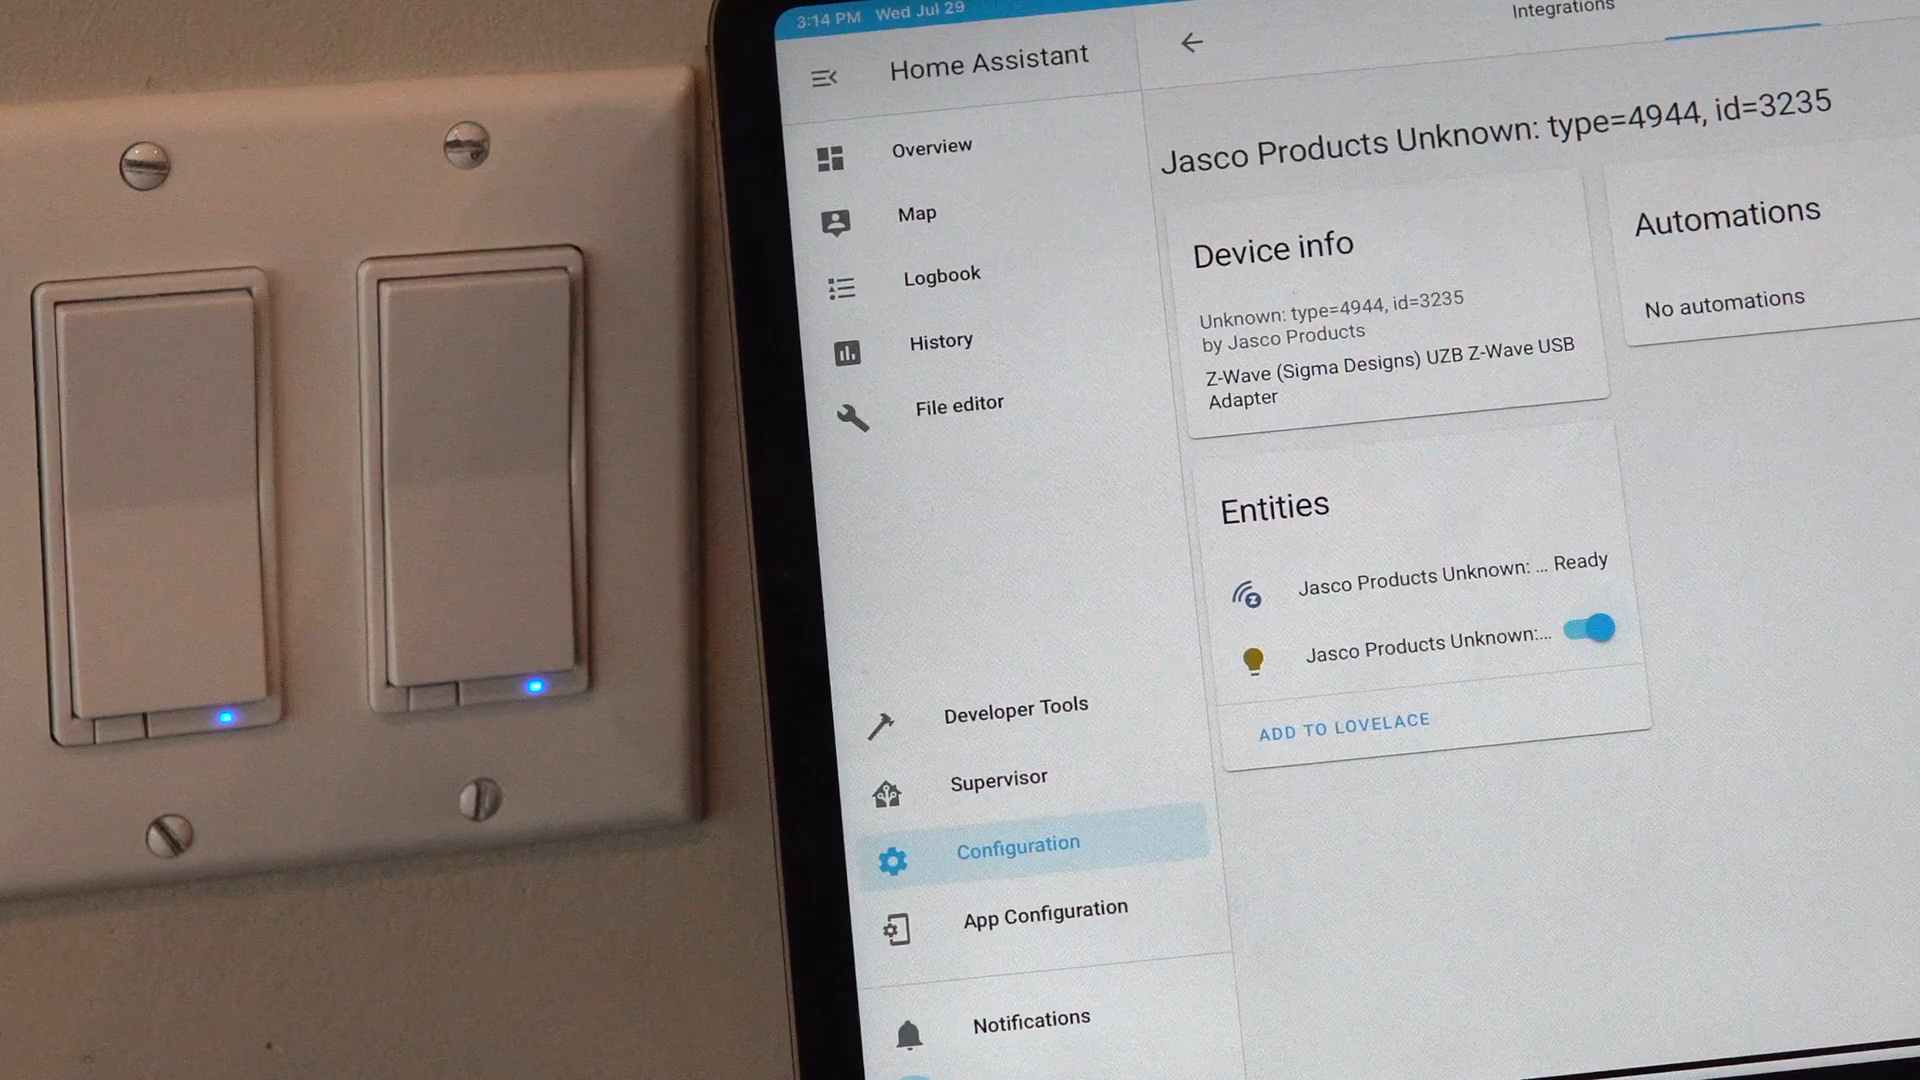 3:14 PM Wed Jul 29
Home Assistant
Overview
Map
Logbook
History
File editor
Developer Tools
Supervisor
Configuration
App Configuration
Notifications
Integrations
Jasco Products Unknown: type=4944, id=3235
Device info
Unknown: type=4944, id=3235
by Jasco Products
Z-Wave (Sigma Designs) UZB Z-Wave USB
Adapter
Automations
No automations
Entities
Jasco Products Unknown: ... Ready
Jasco Products Unknown:...
ADD TO LOVELACE